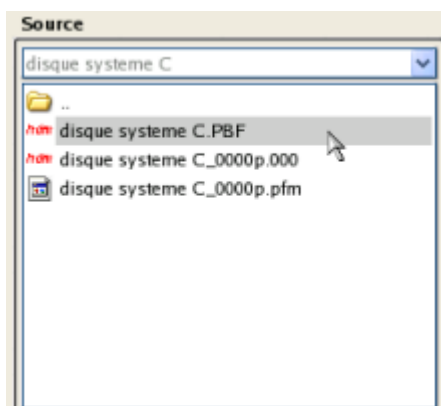 Source
disque systeme C
..
hdm disque systeme C.PBF
hdm disque systeme C_0000p.000
disque systeme C_0000p.pfm